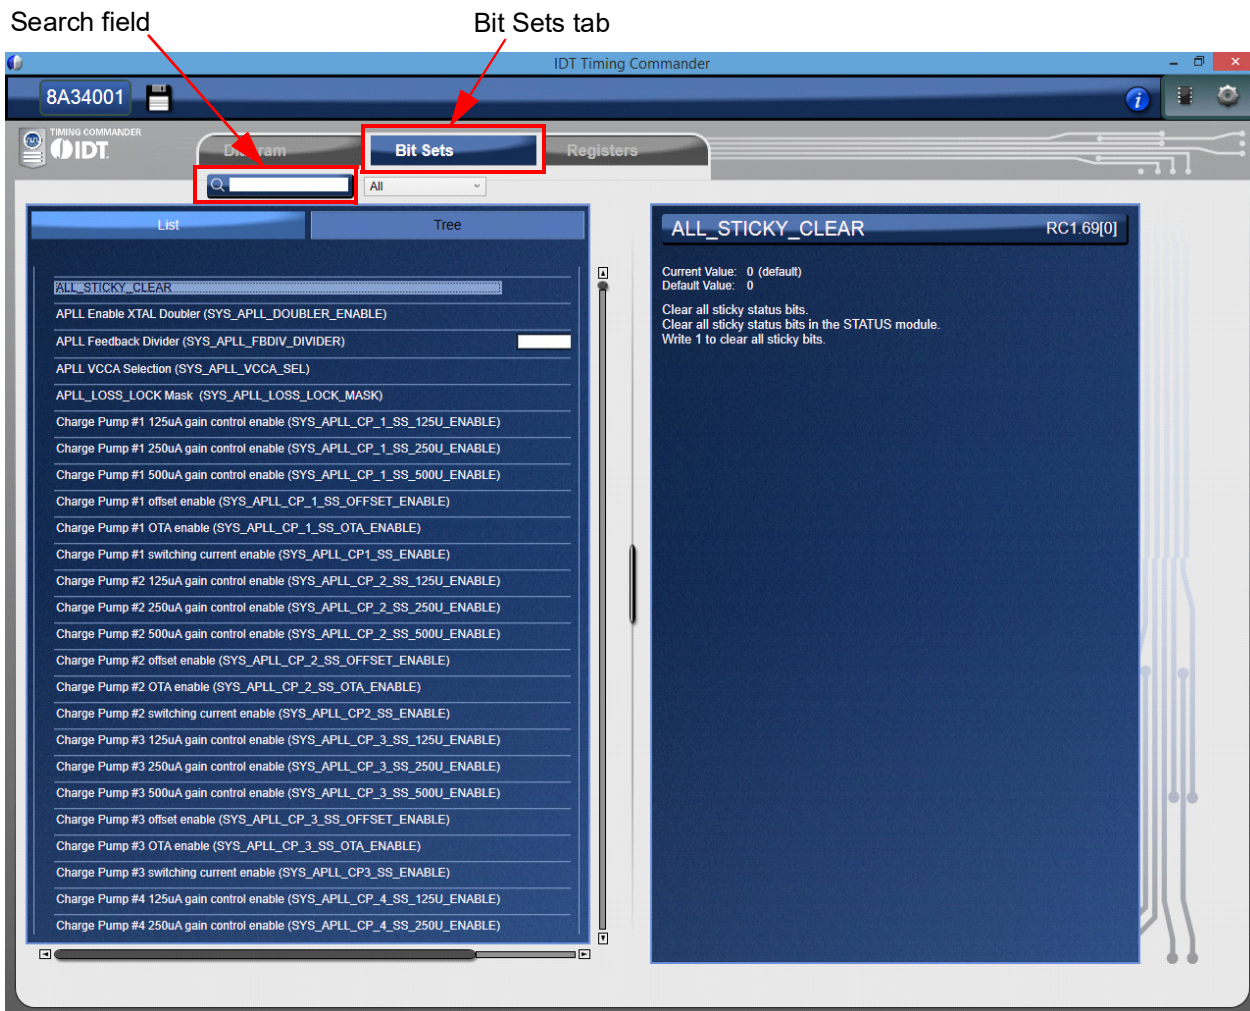 Search field
Bit Sets tab
IDT Timing Commander
8A34001
TIMING COMMANDER
IDT.
Diagram
Bit Sets
Registers
All
List
Tree
ALL_STICKY_CLEAR
APLL Enable XTAL Doubler (SYS_APLL_DOUBLER_ENABLE)
APLL Feedback Divider (SYS_APLL_FBDIV_DIVIDER)
APLL VCCA Selection (SYS_APLL_VCCA_SEL)
APLL_LOSS_LOCK Mask (SYS_APLL_LOSS_LOCK_MASK)
Charge Pump #1 125uA gain control enable (SYS_APLL_CP_1_SS_125U_ENABLE)
Charge Pump #1 250uA gain control enable (SYS_APLL_CP_1_SS_250U_ENABLE)
Charge Pump #1 500uA gain control enable (SYS_APLL_CP_1_SS_500U_ENABLE)
Charge Pump #1 offset enable (SYS_APLL_CP_1_SS_OFFSET_ENABLE)
Charge Pump #1 OTA enable (SYS_APLL_CP_1_SS_OTA_ENABLE)
Charge Pump #1 switching current enable (SYS_APLL_CP1_SS_ENABLE)
Charge Pump #2 125uA gain control enable (SYS_APLL_CP_2_SS_125U_ENABLE)
Charge Pump #2 250uA gain control enable (SYS_APLL_CP_2_SS_250U_ENABLE)
Charge Pump #2 500uA gain control enable (SYS_APLL_CP_2_SS_500U_ENABLE)
Charge Pump #2 offset enable (SYS_APLL_CP_2_SS_OFFSET_ENABLE)
Charge Pump #2 OTA enable (SYS_APLL_CP_2_SS_OTA_ENABLE)
Charge Pump #2 switching current enable (SYS_APLL_CP2_SS_ENABLE)
Charge Pump #3 125uA gain control enable (SYS_APLL_CP_3_SS_125U_ENABLE)
Charge Pump #3 250uA gain control enable (SYS_APLL_CP_3_SS_250U_ENABLE)
Charge Pump #3 500uA gain control enable (SYS_APLL_CP_3_SS_500U_ENABLE)
Charge Pump #3 offset enable (SYS_APLL_CP_3_SS_OFFSET_ENABLE)
Charge Pump #3 OTA enable (SYS_APLL_CP_3_SS_OTA_ENABLE)
Charge Pump #3 switching current enable (SYS_APLL_CP3_SS_ENABLE)
Charge Pump #4 125uA gain control enable (SYS_APLL_CP_4_SS_125U_ENABLE)
Charge Pump #4 250uA gain control enable (SYS_APLL_CP_4_SS_250U_ENABLE)
ALL_STICKY_CLEAR RC1.69[0]
Current Value: 0 (default)
Default Value: 0
Clear all sticky status bits.
Clear all sticky status bits in the STATUS module.
Write 1 to clear all sticky bits.